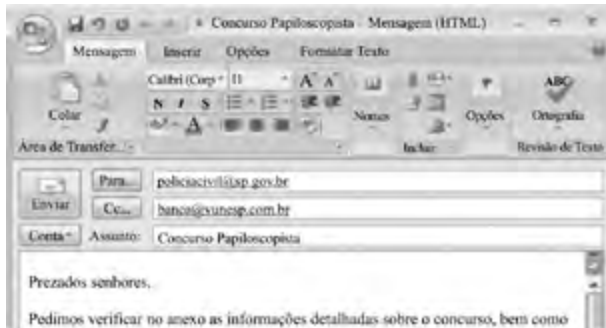 Concurso Papiloscopista - Mensagem (HTML)
Mensagem Inserir Opções Formatar Texto
Calibri (Corp 11 A A ABC
N I S
Colar Nomes Opções Ortografia
A
Área de Transfer... Incluir Revisão de Texto
Para... policiacivil@sp.gov.br
Enviar Cc... banca@vunesp.com.br
Conta Assunto: Concurso Papiloscopista
Prezados senhores,
Pedimos verificar no anexo as informações detalhadas sobre o concurso, bem como